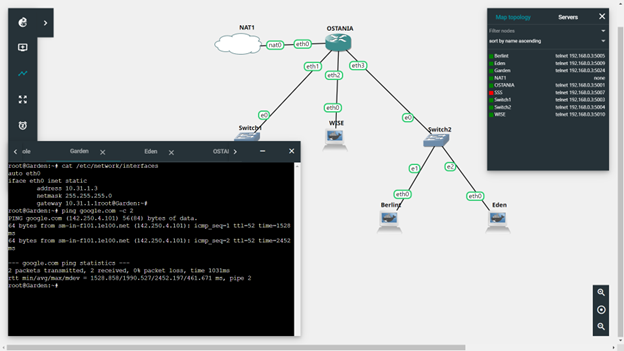 NAT1
OSTANIA
nat0
eth0
eth1
eth2
eth3
e0
eth0
e0
Switch1
WISE
Switch2
e1
e2
eth0
eth0
Berlint
Eden
Map topology
Servers
Filter nodes
sort by name ascending
Berlint telnet 192.168.0.3:5005
Eden telnet 192.168.0.3:5009
Garden telnet 192.168.0.3:5024
NAT1 none
OSTANIA telnet 192.168.0.3:5001
SSS telnet 192.168.0.3:5007
Switch1 telnet 192.168.0.3:5003
Switch2 telnet 192.168.0.3:5004
WISE telnet 192.168.0.3:5010
ole Garden Eden OSTA
root@Garden:~# cat /etc/network/interfaces
auto eth0
iface eth0 inet static
address 10.31.1.3
netmask 255.255.255.0
gateway 10.31.1.1root@Garden:~#
root@Garden:~# ping google.com -c 2
PING google.com (142.250.4.101) 56(84) bytes of data.
64 bytes from sm-in-f101.1e100.net (142.250.4.101): icmp_seq=1 ttl=52 time=1528
ms
64 bytes from sm-in-f101.1e100.net (142.250.4.101): icmp_seq=2 ttl=52 time=2452
ms
--- google.com ping statistics ---
2 packets transmitted, 2 received, 0% packet loss, time 1031ms
rtt min/avg/max/mdev = 1528.858/1990.527/2452.197/461.671 ms, pipe 2
root@Garden:~#